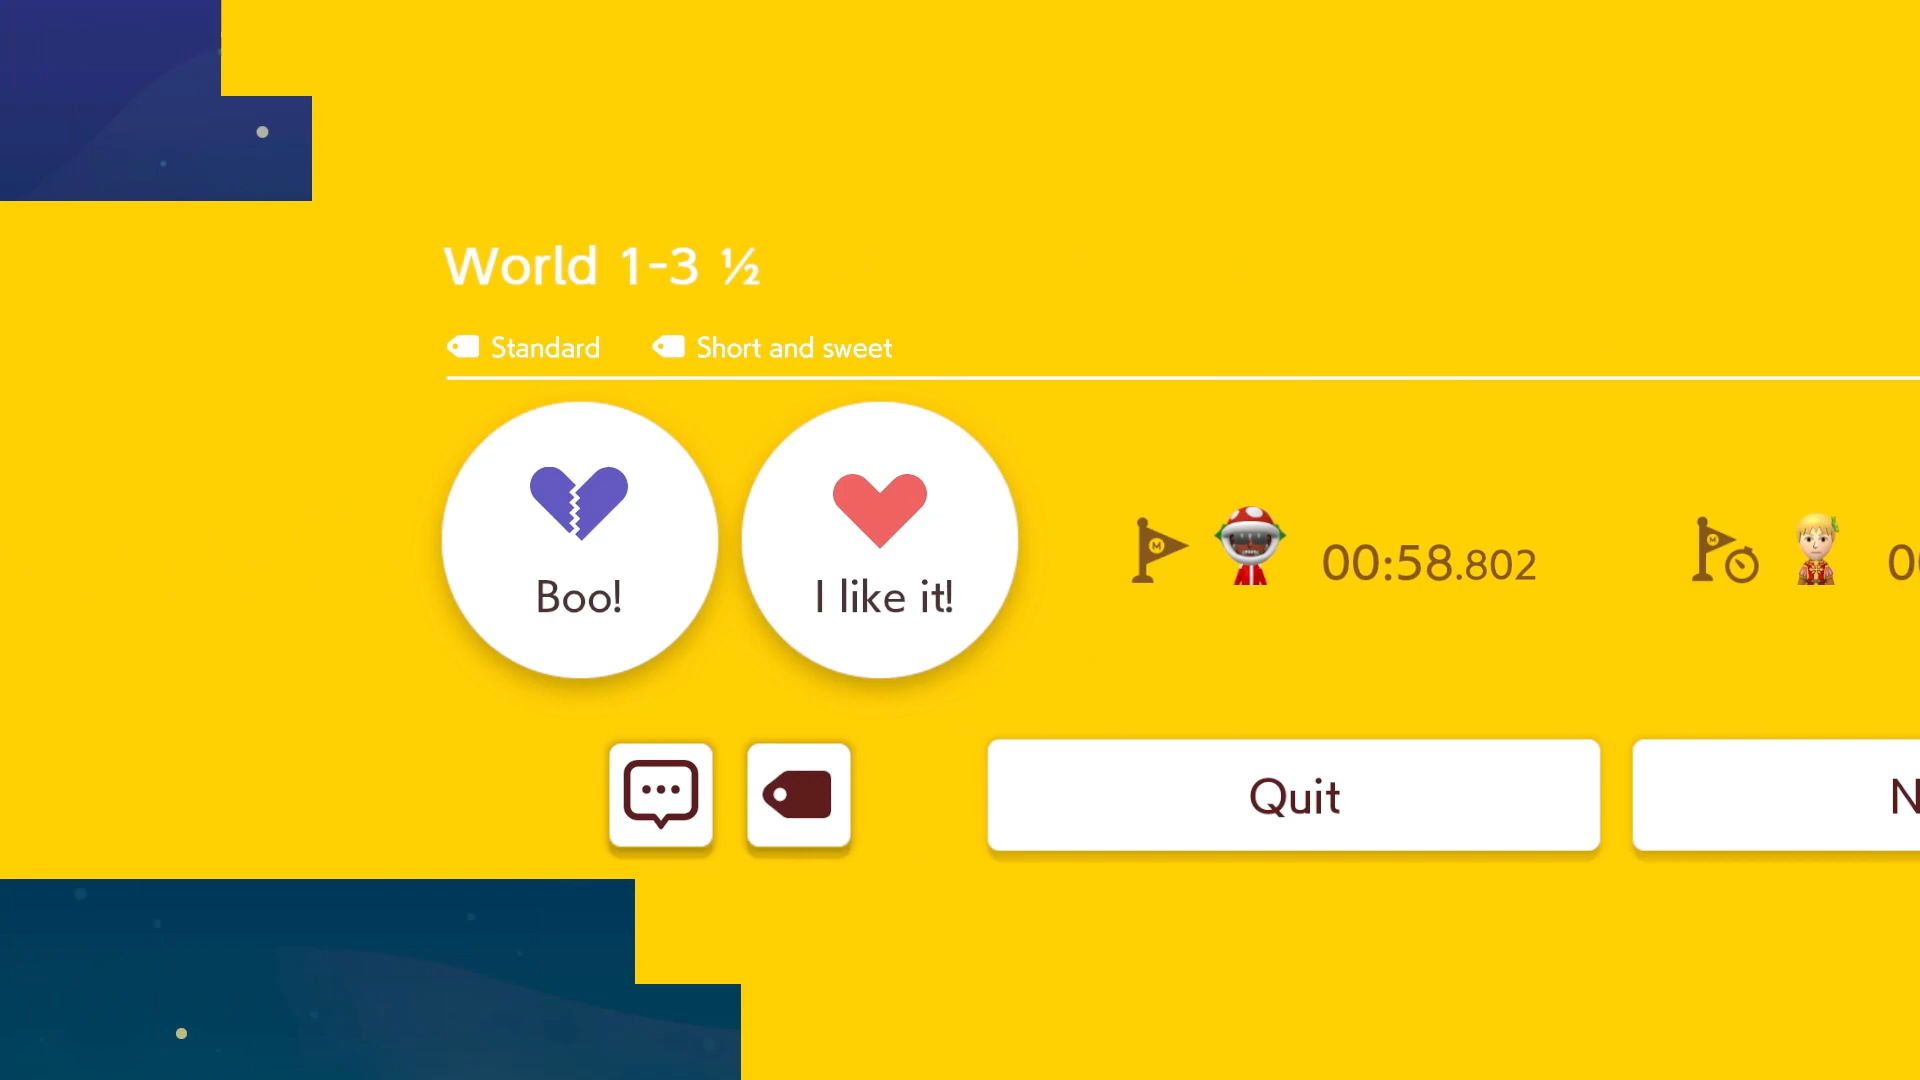 World 1-3 ½
Standard Short and sweet
Boo! I like it!
00:58.802
Quit